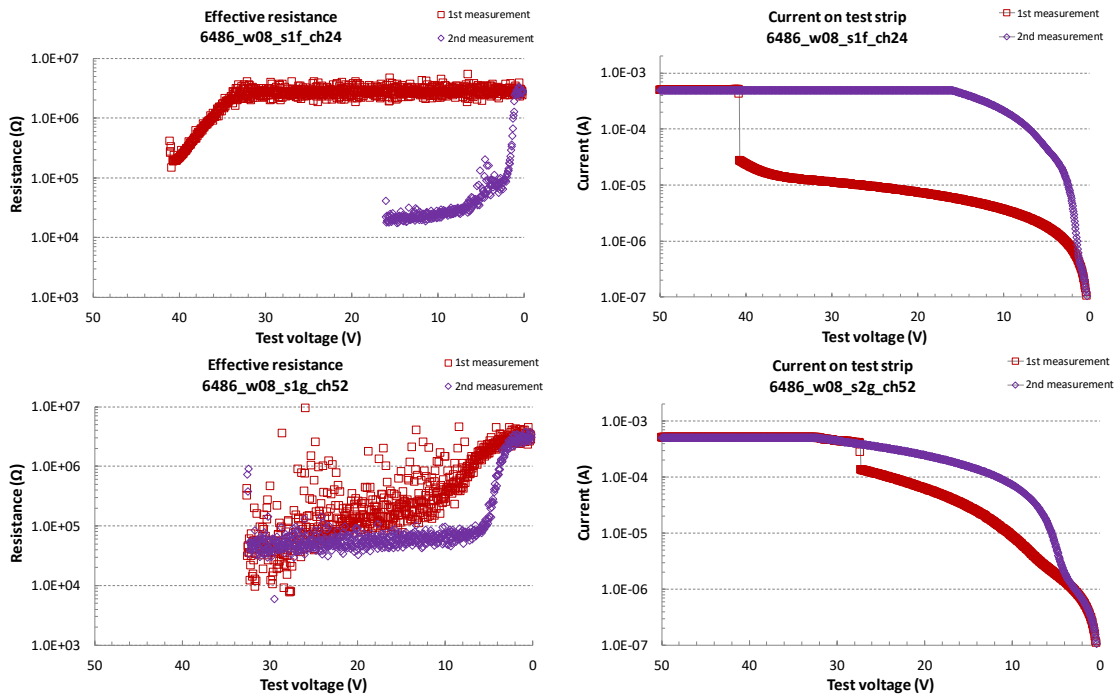 Effective resistance
6486_w08_s1f_ch24
1st measurement
2nd measurement
1.0E+07
1.0E+06
1.0E+05
1.0E+04
1.0E+03
Resistance (Ω)
50 40 30 20 10 0
Test voltage (V)
Current on test strip
6486_w08_s1f_ch24
1st measurement
2nd measurement
1.0E-03
1.0E-04
1.0E-05
1.0E-06
1.0E-07
Current (A)
50 40 30 20 10 0
Test voltage (V)
Effective resistance
6486_w08_s1g_ch52
1st measurement
2nd measurement
1.0E+07
1.0E+06
1.0E+05
1.0E+04
1.0E+03
Resistance (Ω)
50 40 30 20 10 0
Test voltage (V)
Current on test strip
6486_w08_s2g_ch52
1st measurement
2nd measurement
1.0E-03
1.0E-04
1.0E-05
1.0E-06
1.0E-07
Current (A)
50 40 30 20 10 0
Test voltage (V)